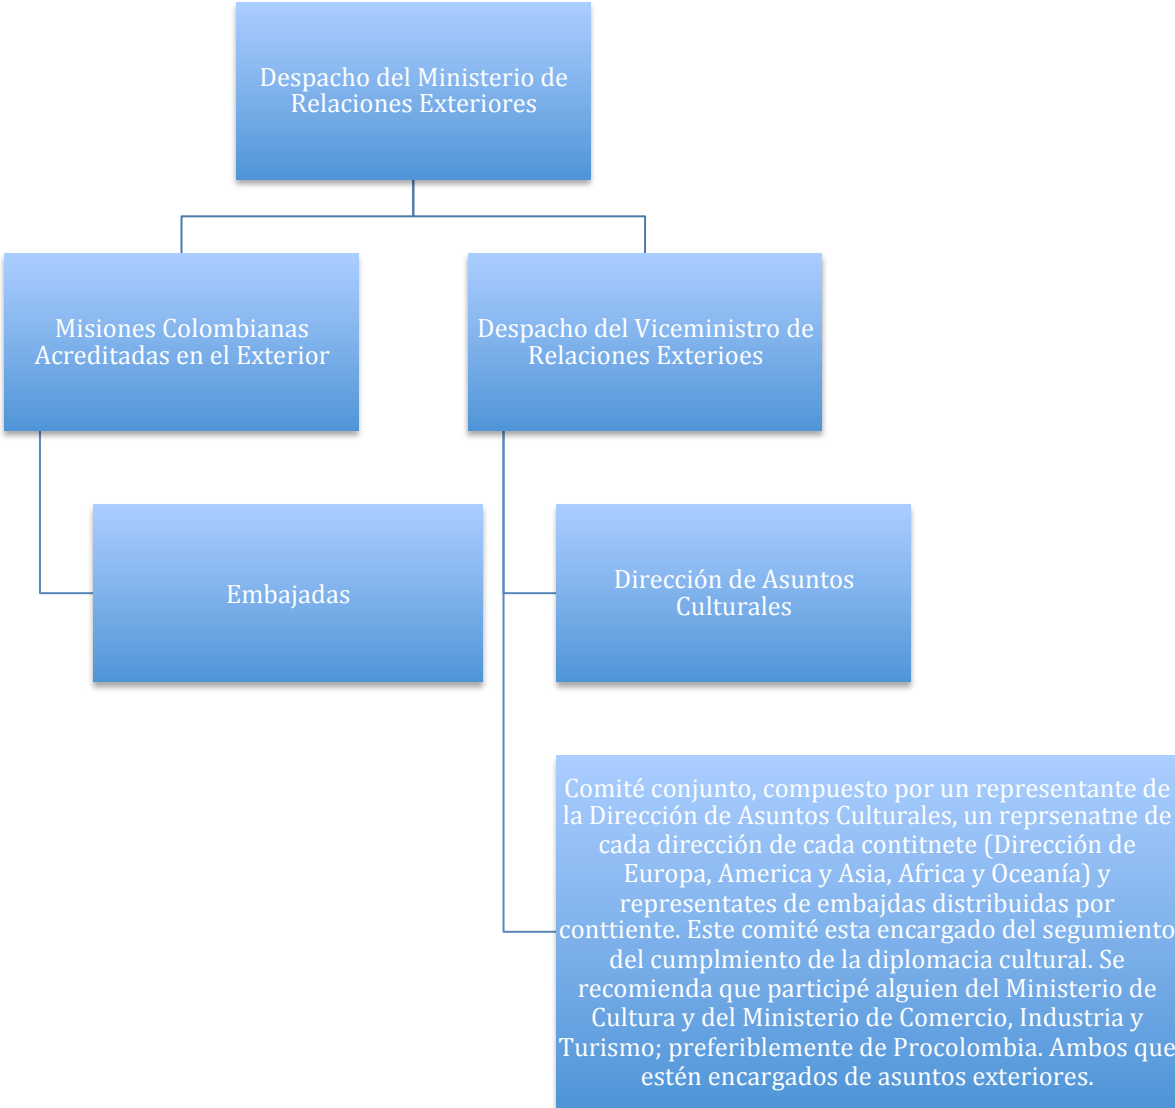 Despacho del Ministerio de
Relaciones Exteriores
Misiones Colombianas
Acreditadas en el Exterior
Despacho del Viceministro de
Relaciones Exterioes
Embajadas
Dirección de Asuntos
Culturales
Comité conjunto, compuesto por un representante de
la Dirección de Asuntos Culturales, un reprsenatne de
cada dirección de cada contitnete (Dirección de
Europa, America y Asia, Africa y Oceanía) y
representates de embajdas distribuidas por
conttiente. Este comité esta encargado del segumiento
del cumplmiento de la diplomacia cultural. Se
recomienda que participé alguien del Ministerio de
Cultura y del Ministerio de Comercio, Industria y
Turismo; preferiblemente de Procolombia. Ambos que
estén encargados de asuntos exteriores.